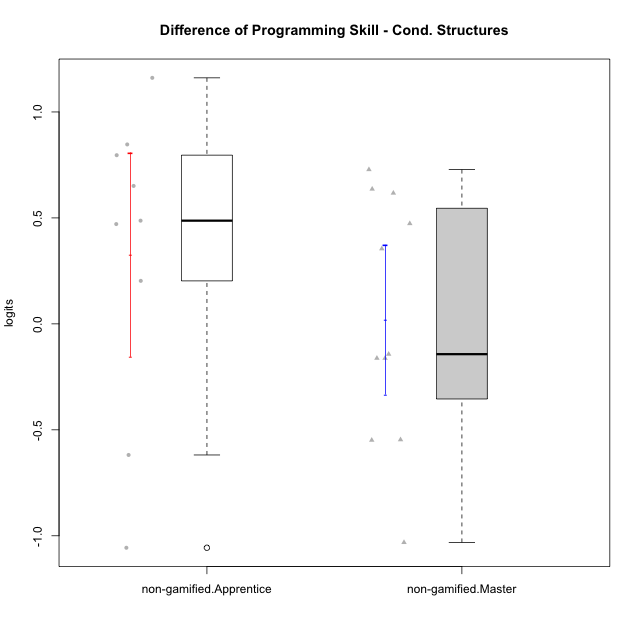 Difference of Programming Skill - Cond. Structures
logits
1.0
0.5
0.0
-0.5
-1.0
non-gamified.Apprentice
non-gamified.Master